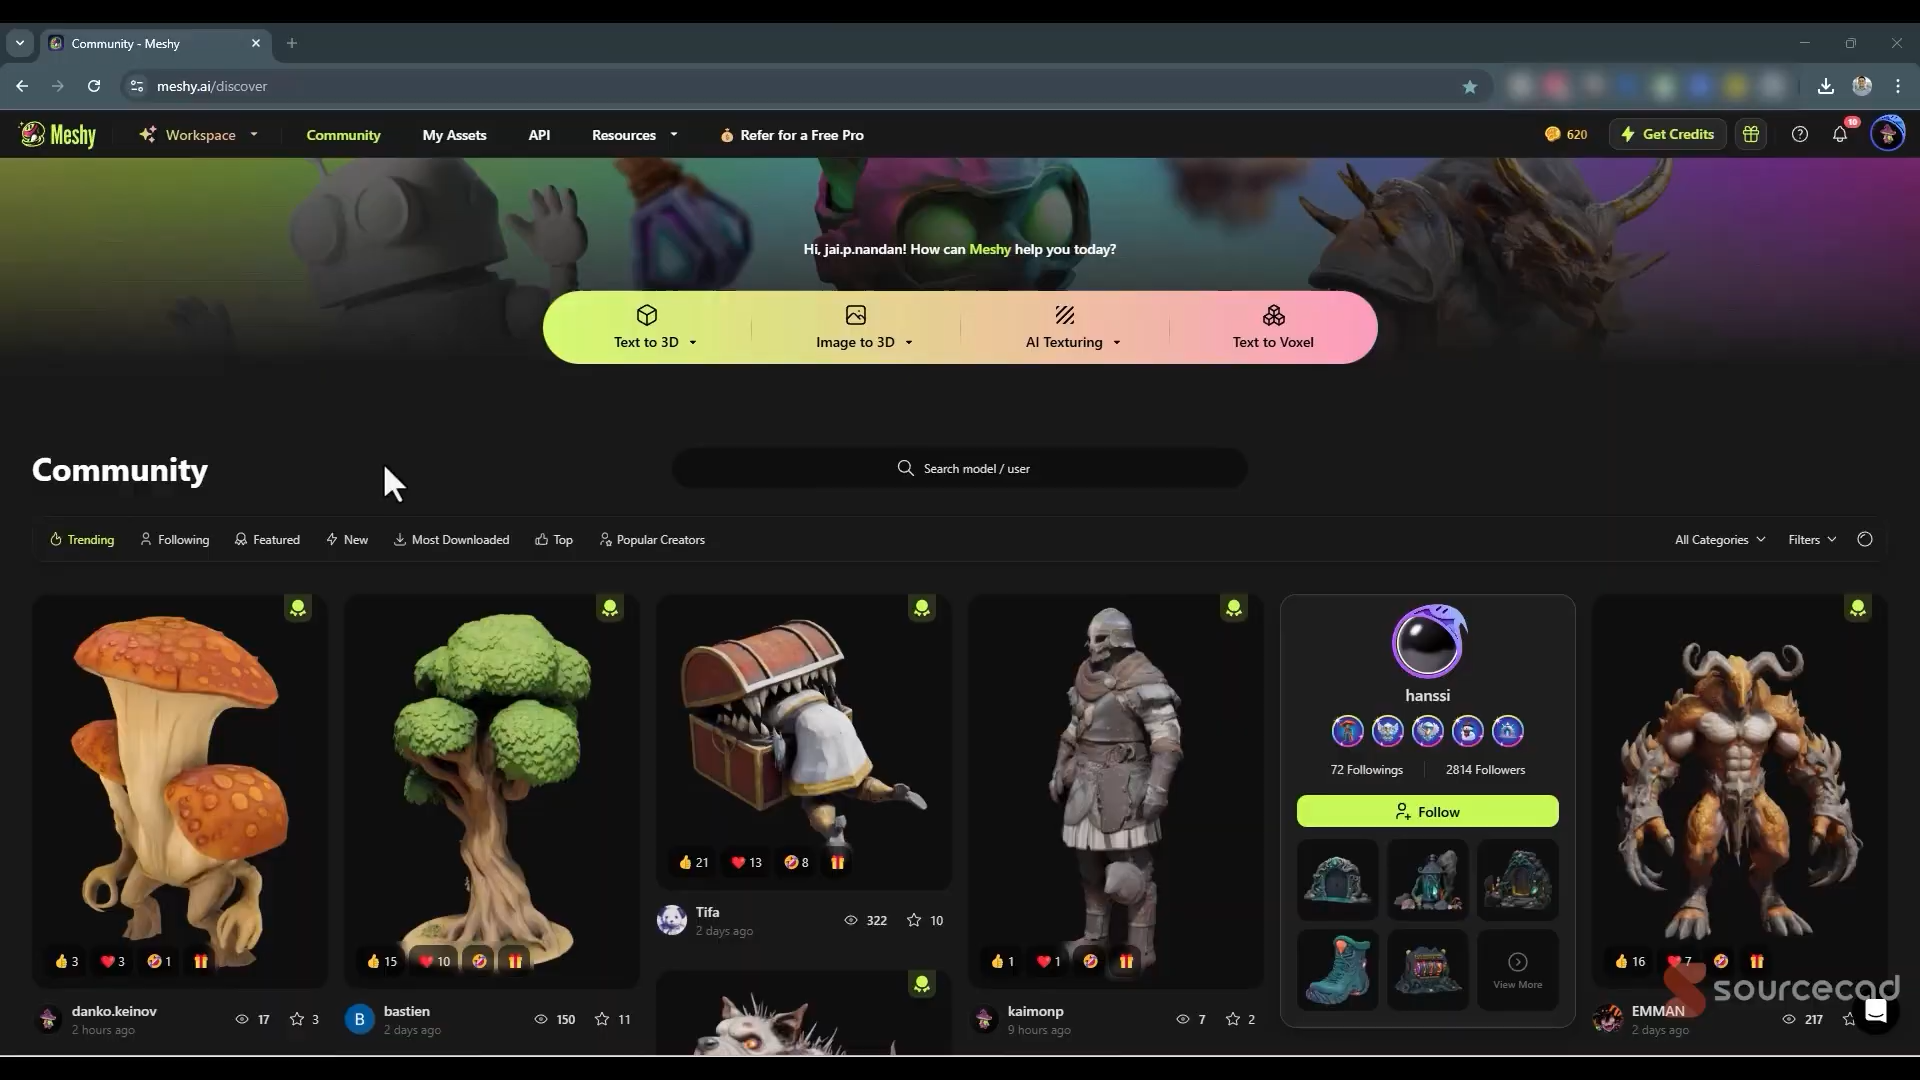 Community - Meshy
meshy.ai/discover
Meshy
Workspace
Community
My Assets
API
Resources
Refer for a Free Pro
620
Get Credits
10
Hi, jai.p.nandan! How can Meshy help you today?
Text to 3D
Image to 3D
AI Texturing
Text to Voxel
Community
Search model / user
Trending
Following
Featured
New
Most Downloaded
Top
Popular Creators
All Categories
Filters
hanssi
72 Followings
2814 Followers
Follow
View More
21 13 8
Tifa
2 days ago
322 10
3 3 1
15 10
1 1
16 7
danko.keinov
2 hours ago
17 3
B
bastien
2 days ago
150 11
kaimonp
9 hours ago
7 2
EMMAN
2 days ago
217
sourcecad